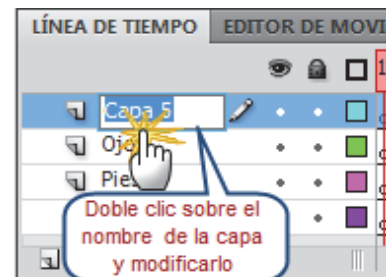 LÍNEA DE TIEMPO EDITOR DE MOVI
1
Capa 5
Ojo
Pie
Doble clic sobre el
nombre de la capa
y modificarlo